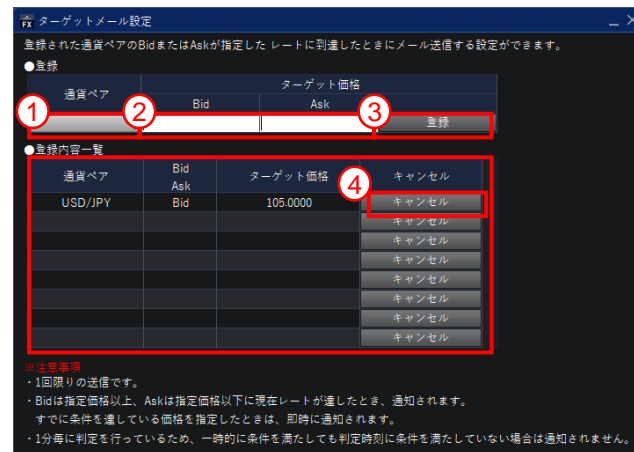 FX ターゲットメール設定
登録された通貨ペアのBidまたはAskが指定した レートに到達したときにメール送信する設定ができます。
●登録
通貨ペア ターゲット価格
Bid Ask
① ② ③ 登録
●登録内容一覧
通貨ペア Bid Ask ターゲット価格 ④ キャンセル
USD/JPY Bid 105.0000 キャンセル
キャンセル
キャンセル
キャンセル
キャンセル
キャンセル
キャンセル
キャンセル
※注意事項
・1回限りの送信です。
・Bidは指定価格以上、Askは指定価格以下に現在レートが達したとき、通知されます。
すでに条件を達している価格を指定したときは、即時に通知されます。
・1分毎に判定を行っているため、一時的に条件を満たしても判定時刻に条件を満たしていない場合は通知されません。